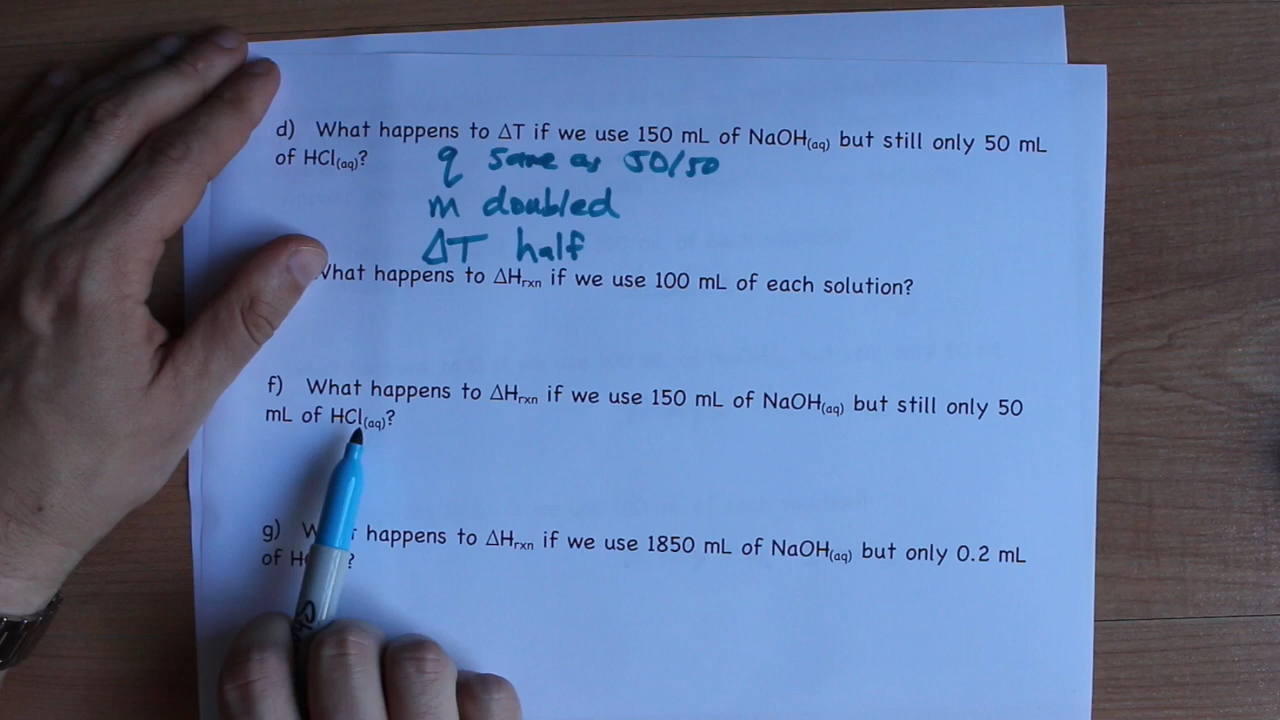 d) What happens to ΔT if we use 150 mL of NaOH(aq) but still only 50 mL
of HCl(aq)?
q same as 50/50
m doubled
ΔT half
What happens to ΔHrxn if we use 100 mL of each solution?
f) What happens to ΔHrxn if we use 150 mL of NaOH(aq) but still only 50
mL of HCl(aq)?
g) happens to ΔHrxn if we use 1850 mL of NaOH(aq) but only 0.2 mL
of ?